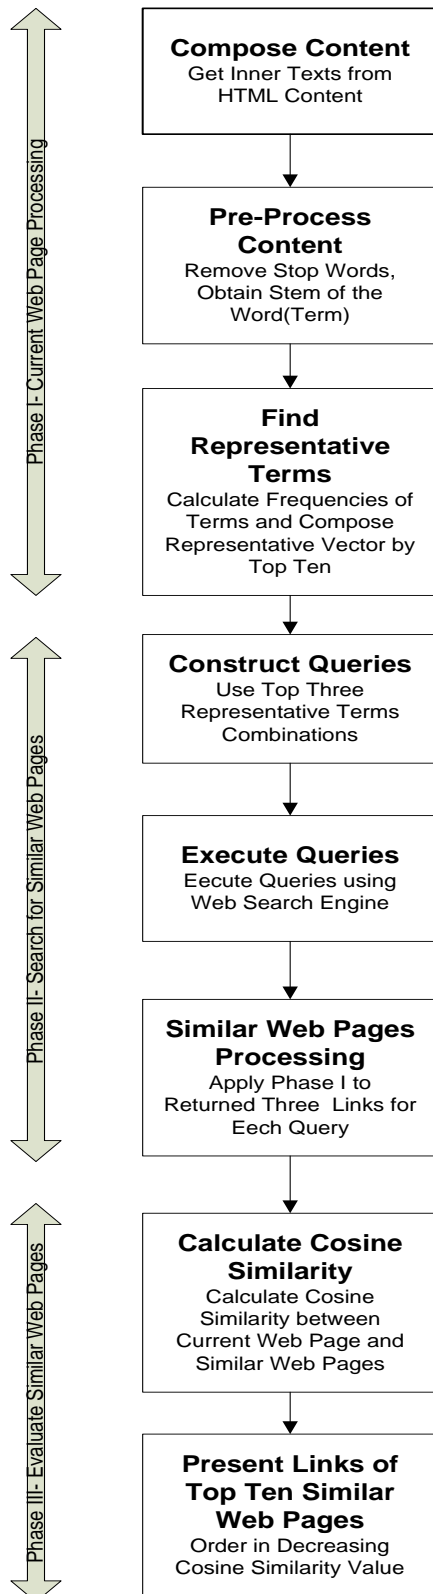 Phase I- Current Web Page Processing
Compose Content
Get Inner Texts from
HTML Content
Pre-Process
Content
Remove Stop Words,
Obtain Stem of the
Word(Term)
Find
Representative
Terms
Calculate Frequencies of
Terms and Compose
Representative Vector by
Top Ten
Phase II- Search for Similar Web Pages
Construct Queries
Use Top Three
Representative Terms
Combinations
Execute Queries
Eecute Queries using
Web Search Engine
Similar Web Pages
Processing
Apply Phase I to
Returned Three Links for
Eech Query
Phase III- Evaluate Similar Web Pages
Calculate Cosine
Similarity
Calculate Cosine
Similarity between
Current Web Page and
Similar Web Pages
Present Links of
Top Ten Similar
Web Pages
Order in Decreasing
Cosine Similarity Value